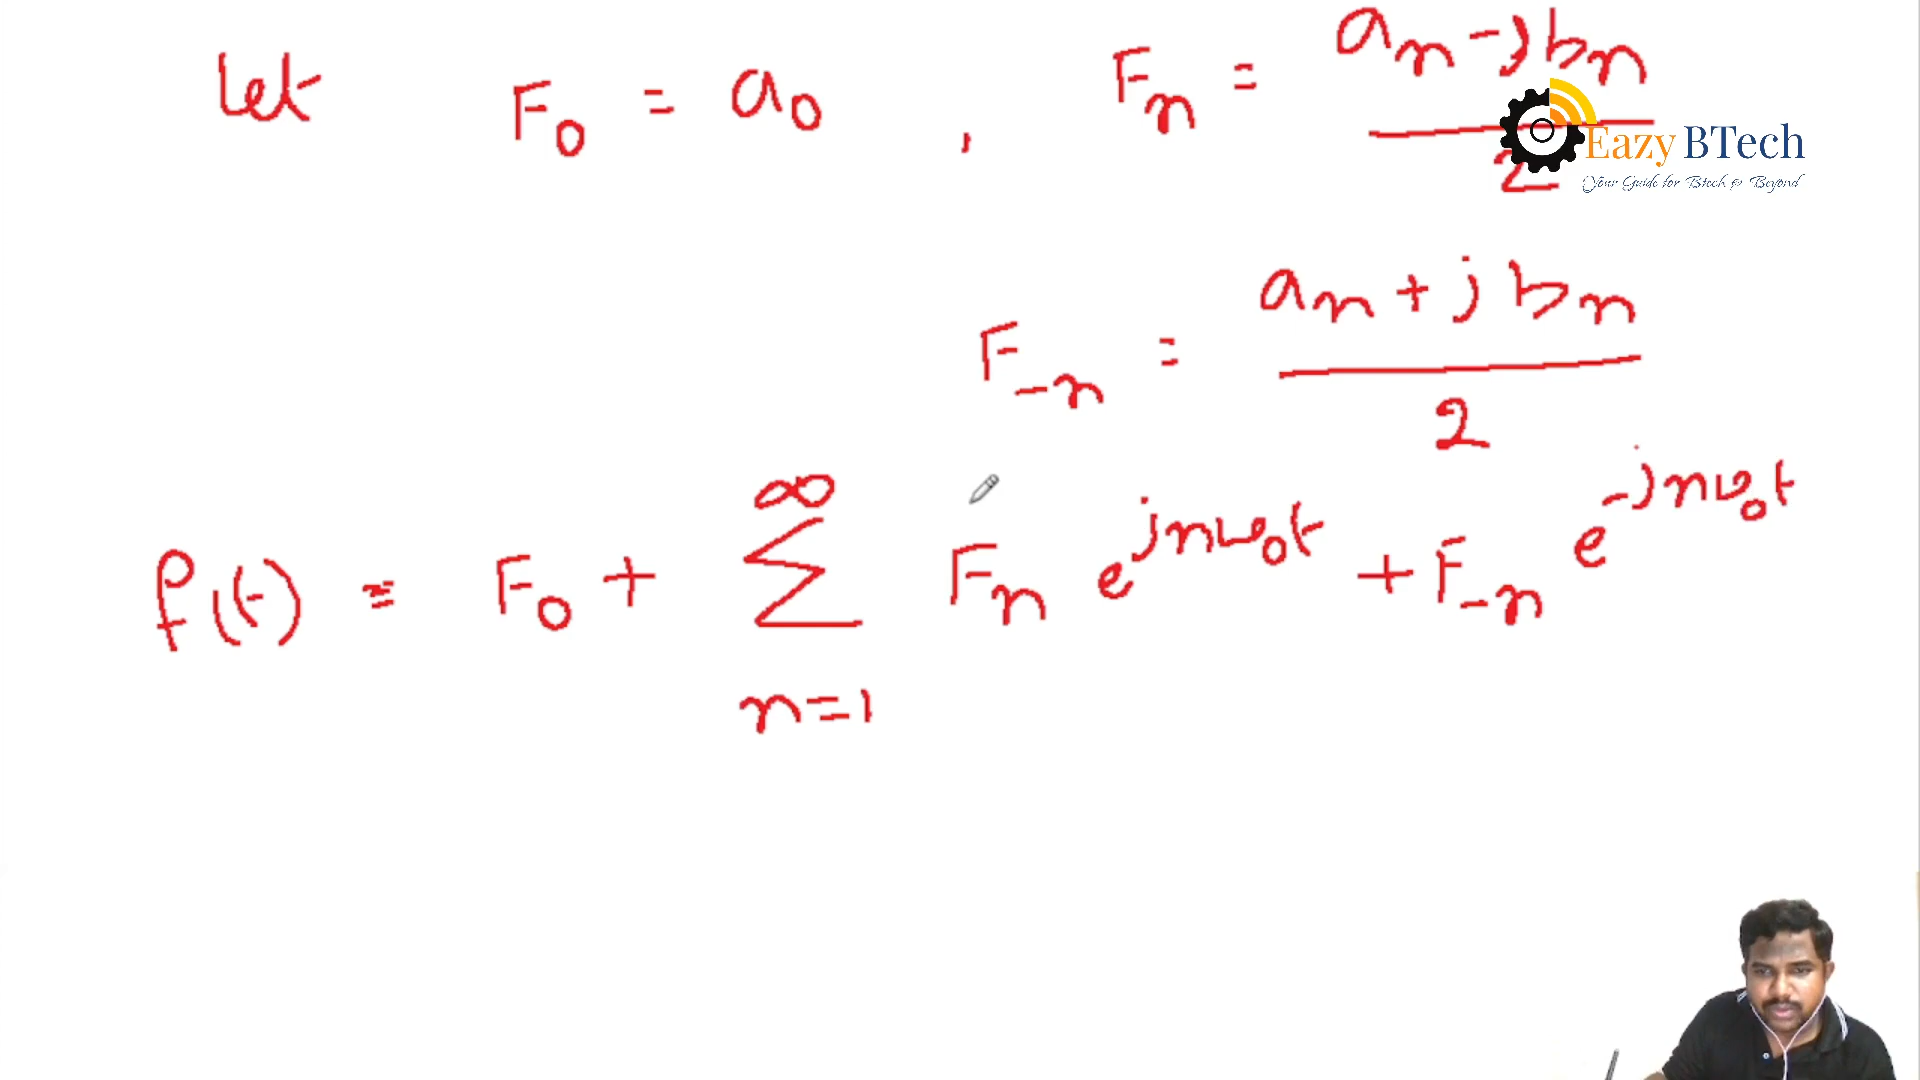 let F₀ = a₀ , Fₙ = (aₙ - jbₙ)/2
Eazy BTech
Your Guide for Btech & Beyond
F₋ₙ = (aₙ + jbₙ)/2
f(t) = F₀ + ∑_{n=1}^{∞} Fₙ e^{jnω₀t} + F₋ₙ e^{-jnω₀t}